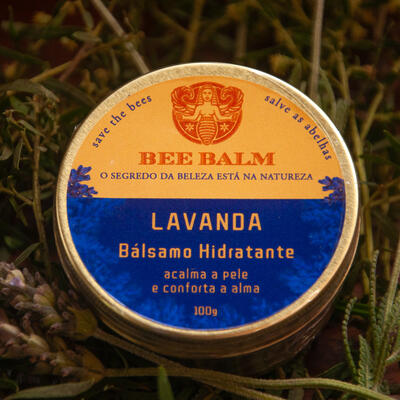 save the bees
salve as abelhas
BEE BALM
O SEGREDO DA BELEZA ESTÁ NA NATUREZA
LAVANDA
Bálsamo Hidratante
acalma a pele
e conforta a alma
100g